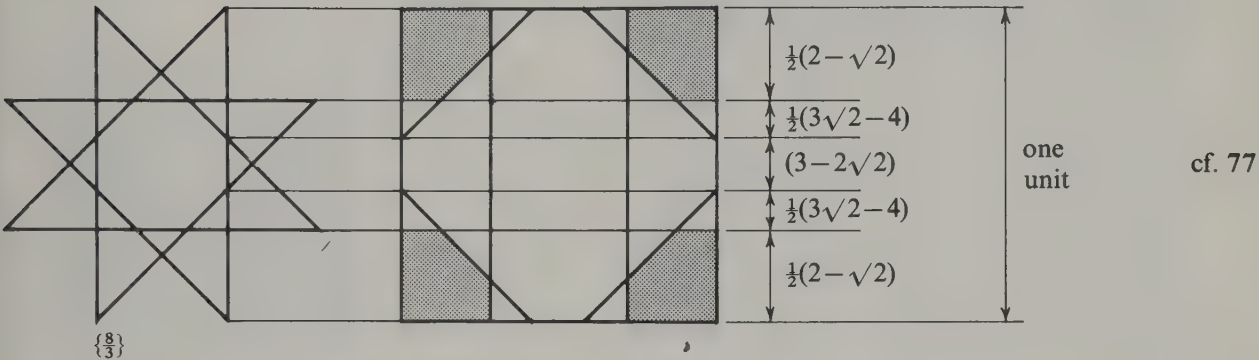 ½(2−√2)
½(3√2−4)
(3−2√2)
½(3√2−4)
½(2−√2)
one
unit
cf. 77
{8/3}